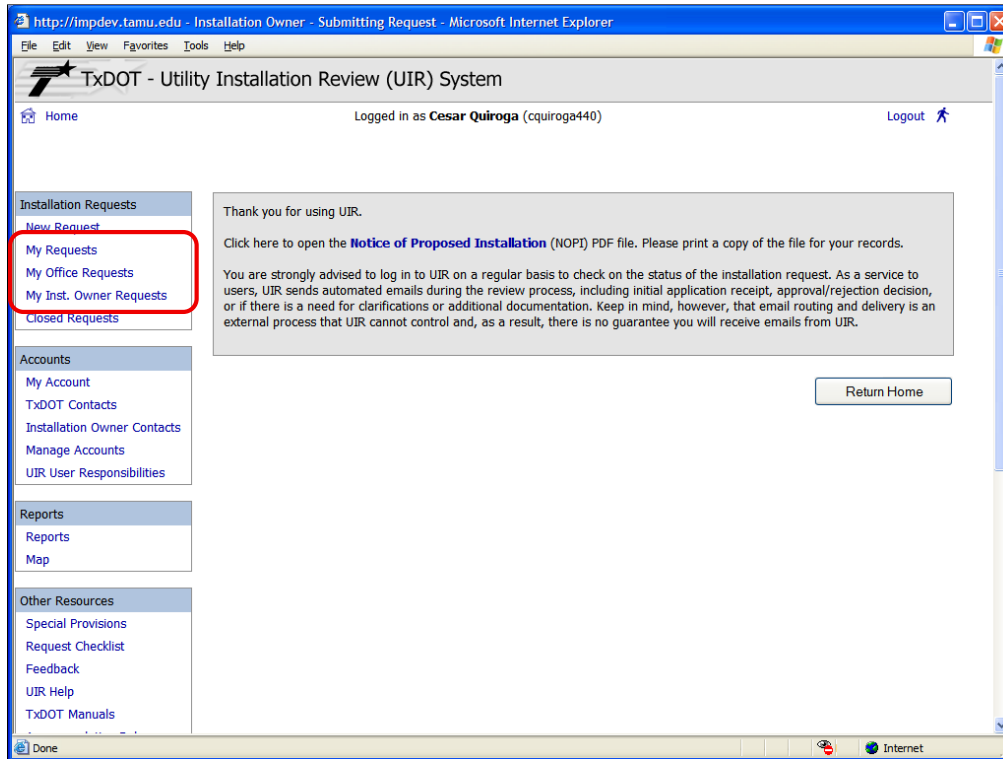 http://impdev.tamu.edu - Installation Owner - Submitting Request - Microsoft Internet Explorer
File Edit View Favorites Tools Help
TxDOT - Utility Installation Review (UIR) System
Home
Logged in as Cesar Quiroga (cquiroga440)
Logout
Installation Requests
New Request
My Requests
My Office Requests
My Inst. Owner Requests
Closed Requests
Accounts
My Account
TxDOT Contacts
Installation Owner Contacts
Manage Accounts
UIR User Responsibilities
Reports
Reports
Map
Other Resources
Special Provisions
Request Checklist
Feedback
UIR Help
TxDOT Manuals
Thank you for using UIR.
Click here to open the Notice of Proposed Installation (NOPI) PDF file. Please print a copy of the file for your records.
You are strongly advised to log in to UIR on a regular basis to check on the status of the installation request. As a service to
users, UIR sends automated emails during the review process, including initial application receipt, approval/rejection decision,
or if there is a need for clarifications or additional documentation. Keep in mind, however, that email routing and delivery is an
external process that UIR cannot control and, as a result, there is no guarantee you will receive emails from UIR.
Return Home
Done
Internet